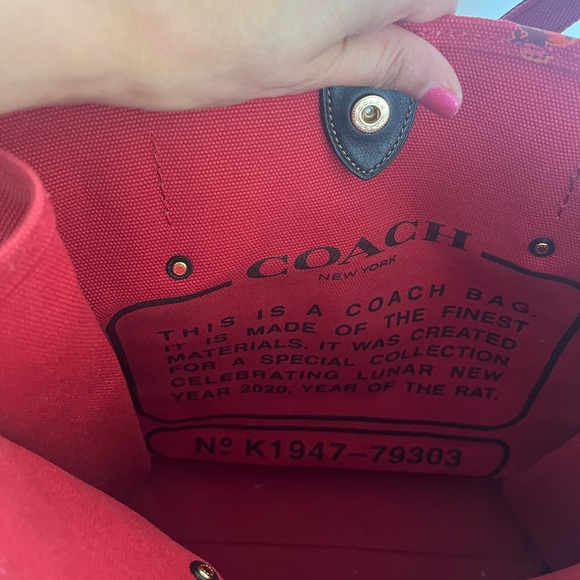 COACH
NEW YORK
THIS IS A COACH BAG.
IT IS MADE OF THE FINEST
MATERIALS. IT WAS CREATED
FOR A SPECIAL COLLECTION
CELEBRATING LUNAR NEW
YEAR 2020, YEAR OF THE RAT.
Nº K1947-79303